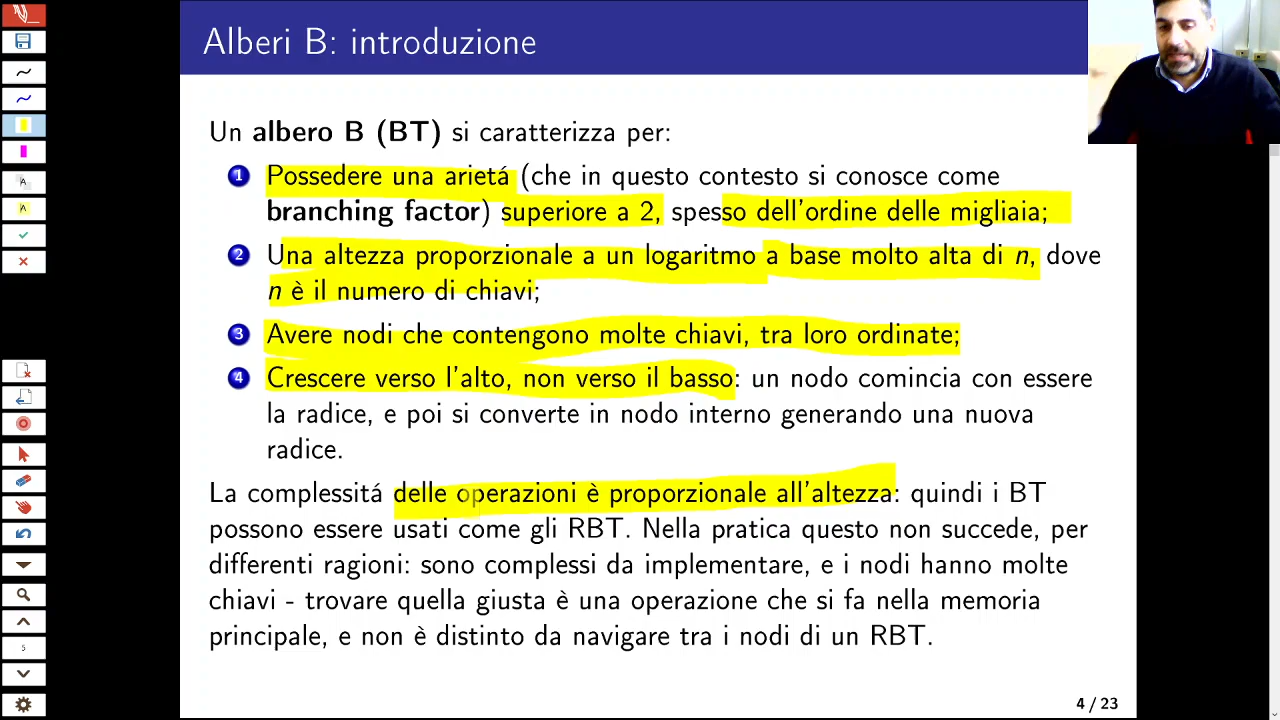 Alberi B: introduzione
Un albero B (BT) si caratterizza per:
1 Possedere una arietá (che in questo contesto si conosce come
branching factor) superiore a 2, spesso dell'ordine delle migliaia;
2 Una altezza proporzionale a un logaritmo a base molto alta di n, dove
n è il numero di chiavi;
3 Avere nodi che contengono molte chiavi, tra loro ordinate;
4 Crescere verso l'alto, non verso il basso: un nodo comincia con essere
la radice, e poi si converte in nodo interno generando una nuova
radice.
La complessitá delle operazioni è proporzionale all'altezza: quindi i BT
possono essere usati come gli RBT. Nella pratica questo non succede, per
differenti ragioni: sono complessi da implementare, e i nodi hanno molte
chiavi - trovare quella giusta è una operazione che si fa nella memoria
principale, e non è distinto da navigare tra i nodi di un RBT.
4 / 23
A
A
5